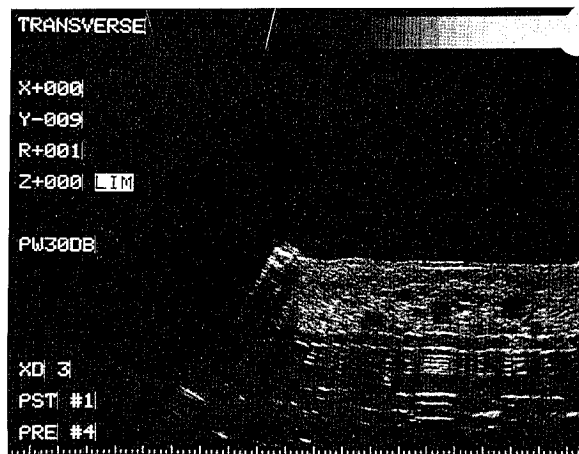 TRANSVERSE
X+000
Y-009
R+001
Z+000 LIM
PW30DB
XD 3
PST #1
PRE #4